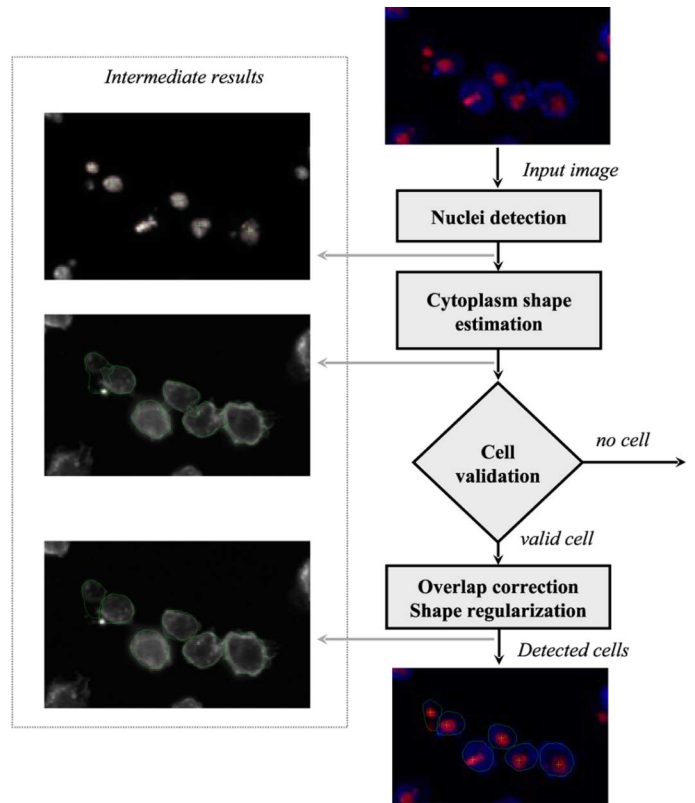 Intermediate results
Input image
Nuclei detection
Cytoplasm shape
estimation
Cell
validation
no cell
valid cell
Overlap correction
Shape regularization
Detected cells